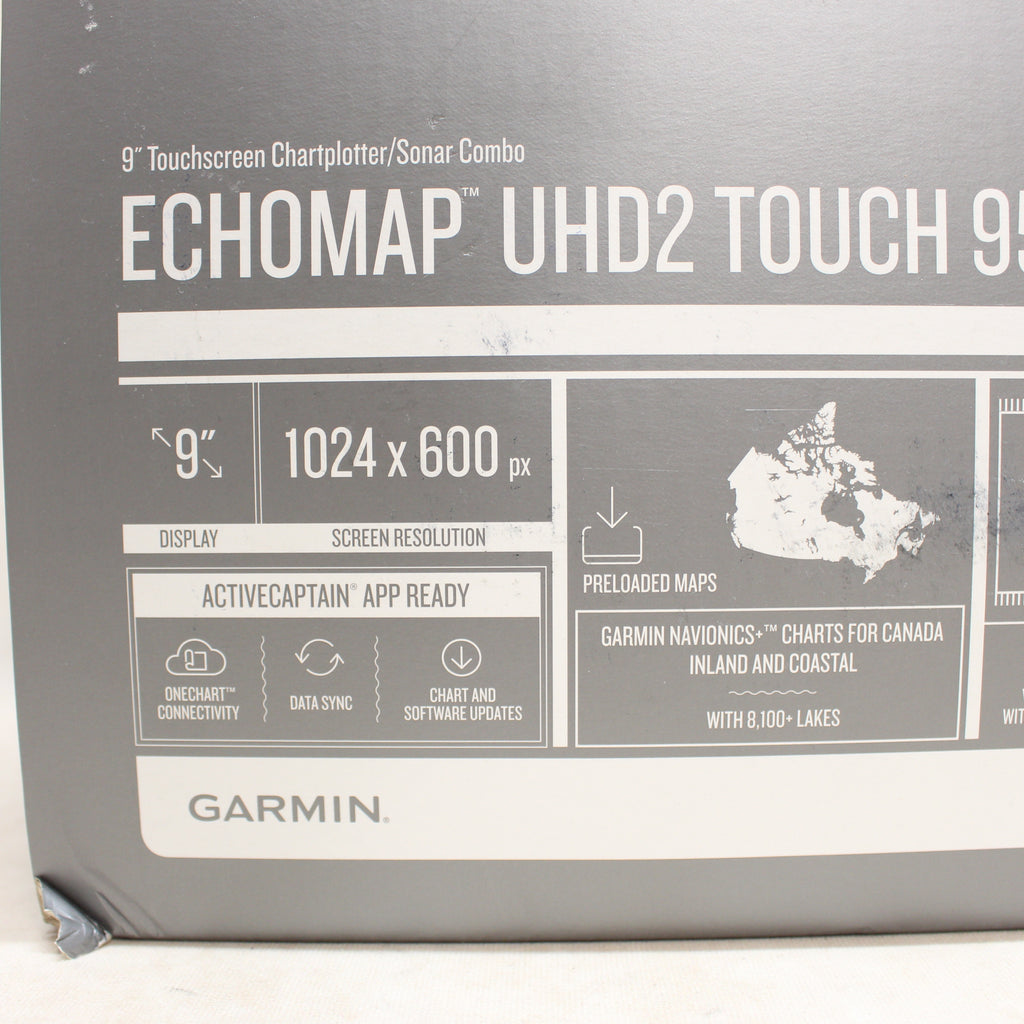 9" Touchscreen Chartplotter/Sonar Combo
ECHOMAP™ UHD2 TOUCH 9
9"
1024 x 600 px
DISPLAY
SCREEN RESOLUTION
ACTIVECAPTAIN® APP READY
ONECHART™
CONNECTIVITY
DATA SYNC
CHART AND
SOFTWARE UPDATES
PRELOADED MAPS
GARMIN NAVIONICS+™ CHARTS FOR CANADA
INLAND AND COASTAL
WITH 8,100+ LAKES
GARMIN®